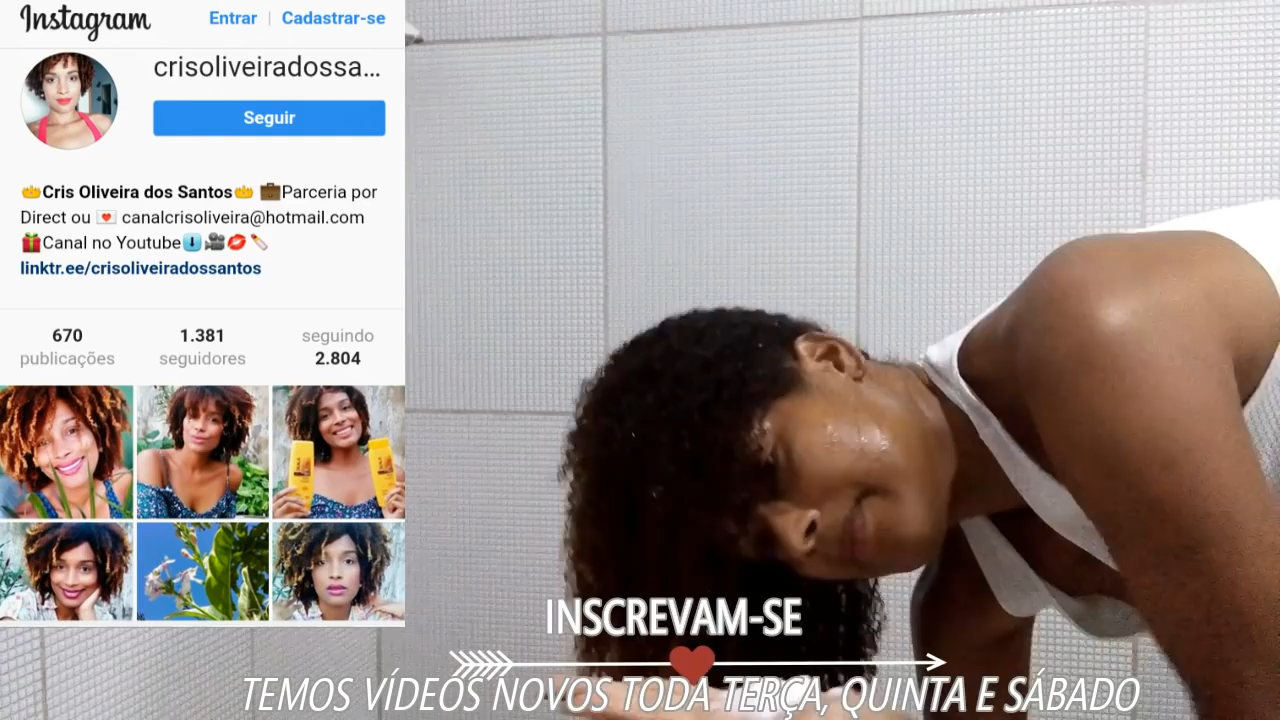 Instagram
Entrar | Cadastrar-se
crisoliveiradossa...
Seguir
👑Cris Oliveira dos Santos👑 💼Parceria por
Direct ou 💌 canalcrisoliveira@hotmail.com
🎁Canal no Youtube⬇️🎥💋💄
linktr.ee/crisoliveiradossantos
670 1.381 seguindo
publicações seguidores 2.804
INSCREVAM-SE
TEMOS VÍDEOS NOVOS TODA TERÇA, QUINTA E SÁBADO